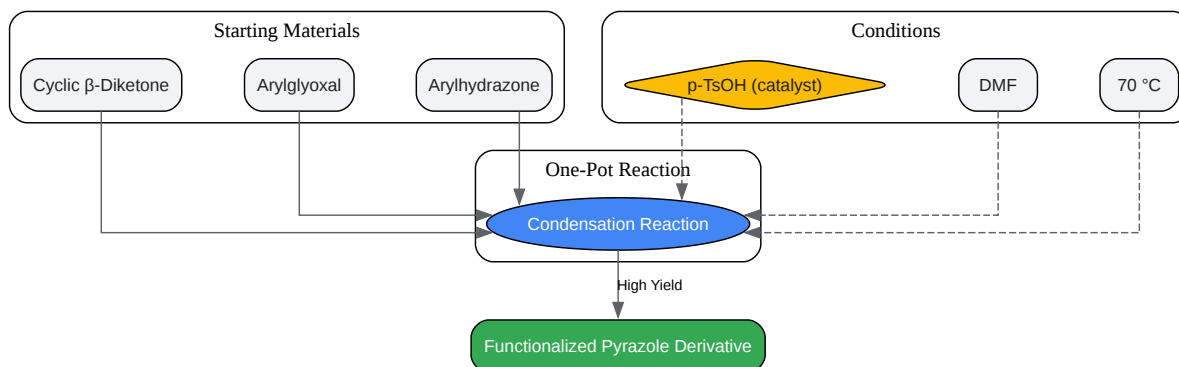 Starting Materials
Conditions
Cyclic β-Diketone
Arylglyoxal
Arylhydrazone
p-TsOH (catalyst)
DMF
70 °C
One-Pot Reaction
Condensation Reaction
High Yield
Functionalized Pyrazole Derivative